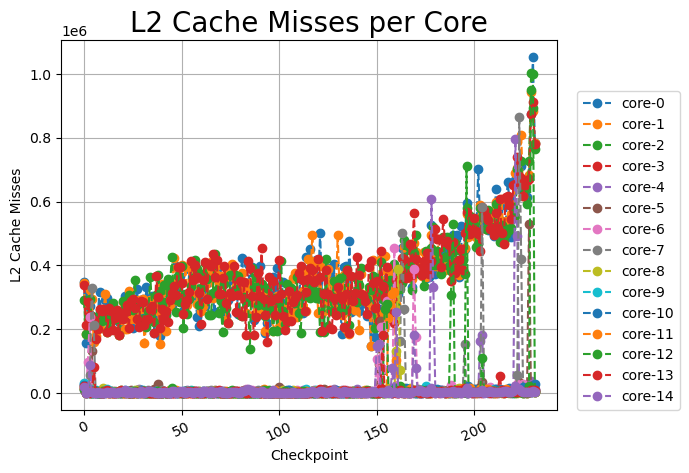 L2 Cache Misses per Core
1e6
1.0
0.8
0.6
0.4
0.2
0.0
L2 Cache Misses
0
50
100
150
200
Checkpoint
core-0
core-1
core-2
core-3
core-4
core-5
core-6
core-7
core-8
core-9
core-10
core-11
core-12
core-13
core-14